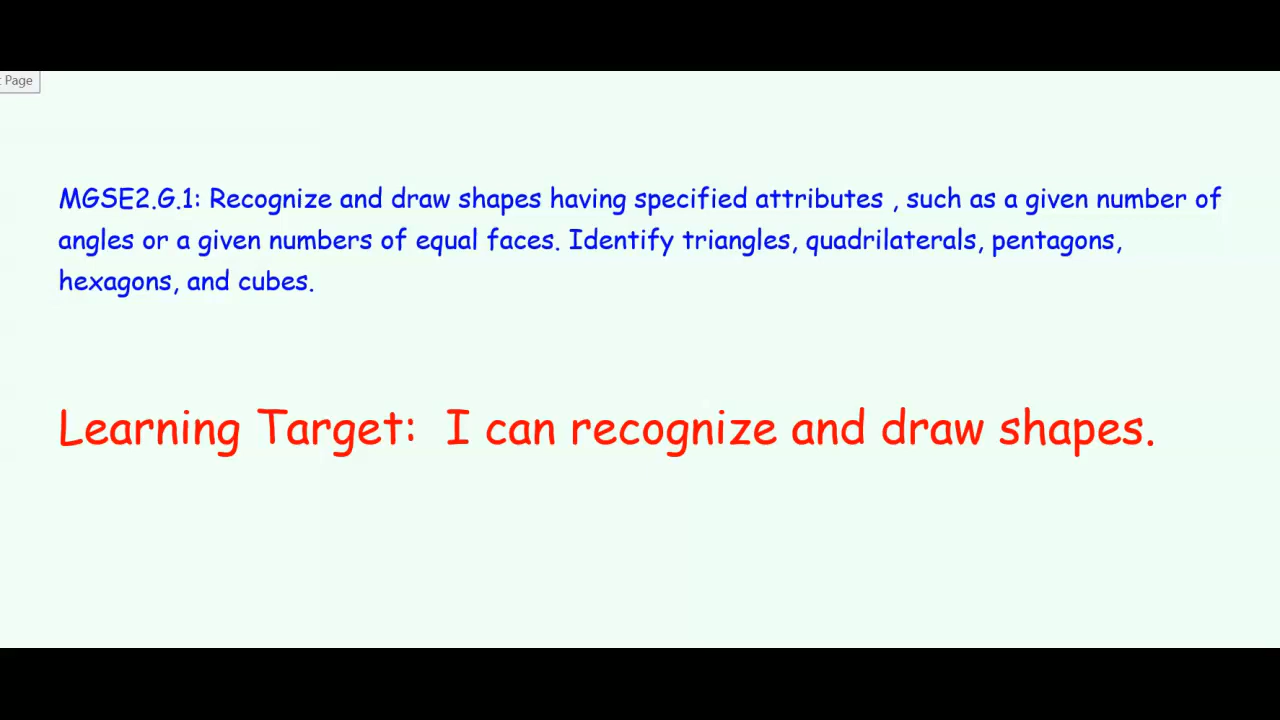 t Page
MGSE2.G.1: Recognize and draw shapes having specified attributes , such as a given number of
angles or a given numbers of equal faces. Identify triangles, quadrilaterals, pentagons,
hexagons, and cubes.
Learning Target: I can recognize and draw shapes.